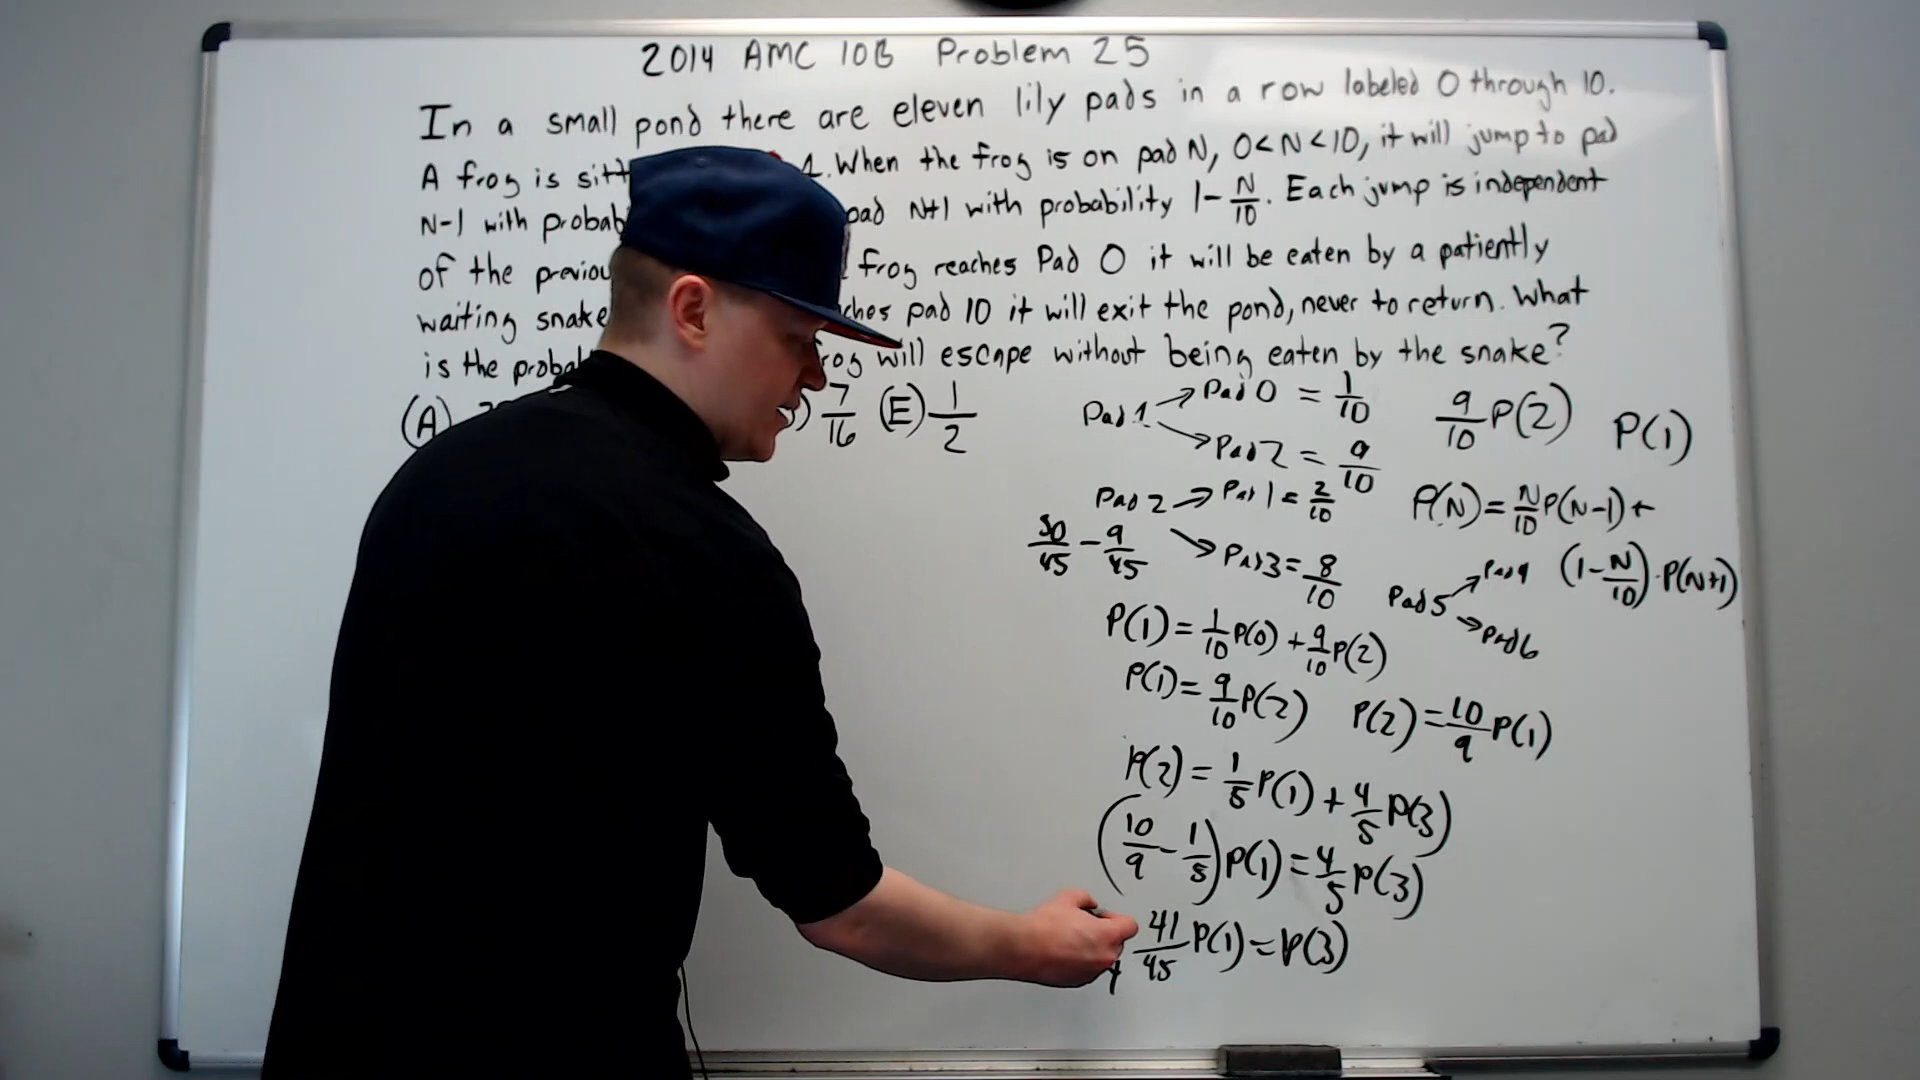 2014 AMC 10B Problem 25
In a small pond there are eleven lily pads in a row labeled 0 through 10.
A frog is sitt 1. When the frog is on pad N, 0<N<10, it will jump to pad
N-1 with probab pad N+1 with probability 1-N/10. Each jump is independent
of the previou frog reaches Pad 0 it will be eaten by a patiently
waiting snake ches pad 10 it will exit the pond, never to return. What
is the proba frog will escape without being eaten by the snake?
(A) ) 7/16 (E) 1/2
Pad 1 → Pad 0 = 1/10
→ Pad 2 = 9/10
9/10 P(2) P(1)
Pad 2 → Pad 1 = 2/10
→ Pad 3 = 8/10
P(N) = N/10 P(N-1) +
(1-N/10)·P(N+1)
50/45 - 9/45
Pad 5 → Pad 4
→ Pad 6
P(1) = 1/10 P(0) + 9/10 P(2)
P(1) = 9/10 P(2) P(2) = 10/9 P(1)
P(2) = 1/5 P(1) + 4/5 P(3)
(10/9 - 1/5) P(1) = 4/5 P(3)
41/45 P(1) = P(3)